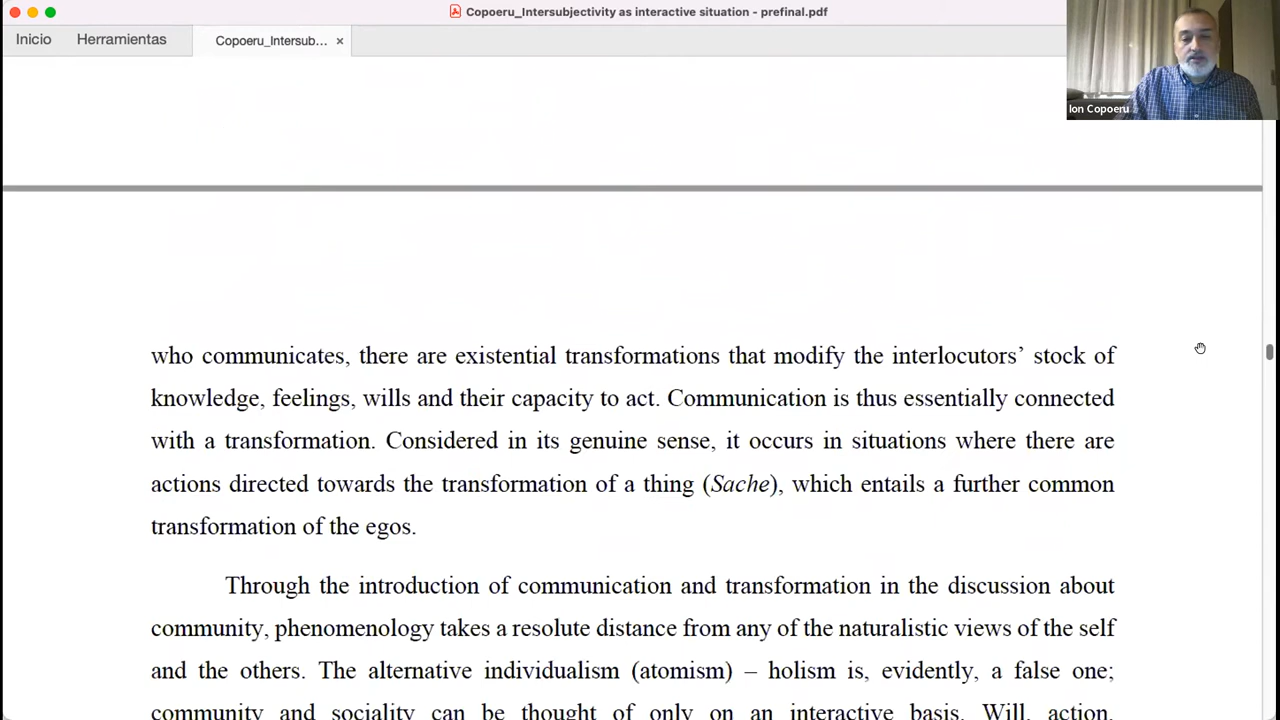 Copoeru_Intersubjectivity as interactive situation - prefinal.pdf
Inicio
Herramientas
Copoeru_Intersub... ×
Ion Copoeru
who communicates, there are existential transformations that modify the interlocutors’ stock of
knowledge, feelings, wills and their capacity to act. Communication is thus essentially connected
with a transformation. Considered in its genuine sense, it occurs in situations where there are
actions directed towards the transformation of a thing (Sache), which entails a further common
transformation of the egos.
Through the introduction of communication and transformation in the discussion about
community, phenomenology takes a resolute distance from any of the naturalistic views of the self
and the others. The alternative individualism (atomism) – holism is, evidently, a false one;
community and sociality can be thought of only on an interactive basis. Will, action,